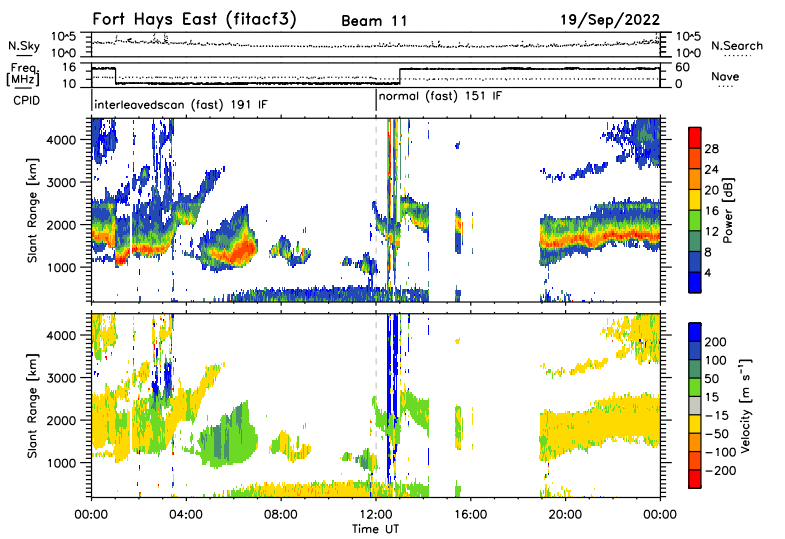 Fort Hays East (fitacf3) Beam 11 19/Sep/2022
N.Sky 10^5 10^0 10^5 10^0 N.Search
Freq. [MHz] 16 10 60 0 Nave
CPID interleavedscan (fast) 191 IF normal (fast) 151 IF
Slant Range [km]
4000
3000
2000
1000
28
24
20
16
12
8
4
Power [dB]
Slant Range [km]
4000
3000
2000
1000
200
100
50
15
-15
-50
-100
-200
Velocity [m s⁻¹]
00:00 04:00 08:00 12:00 16:00 20:00 00:00
Time UT